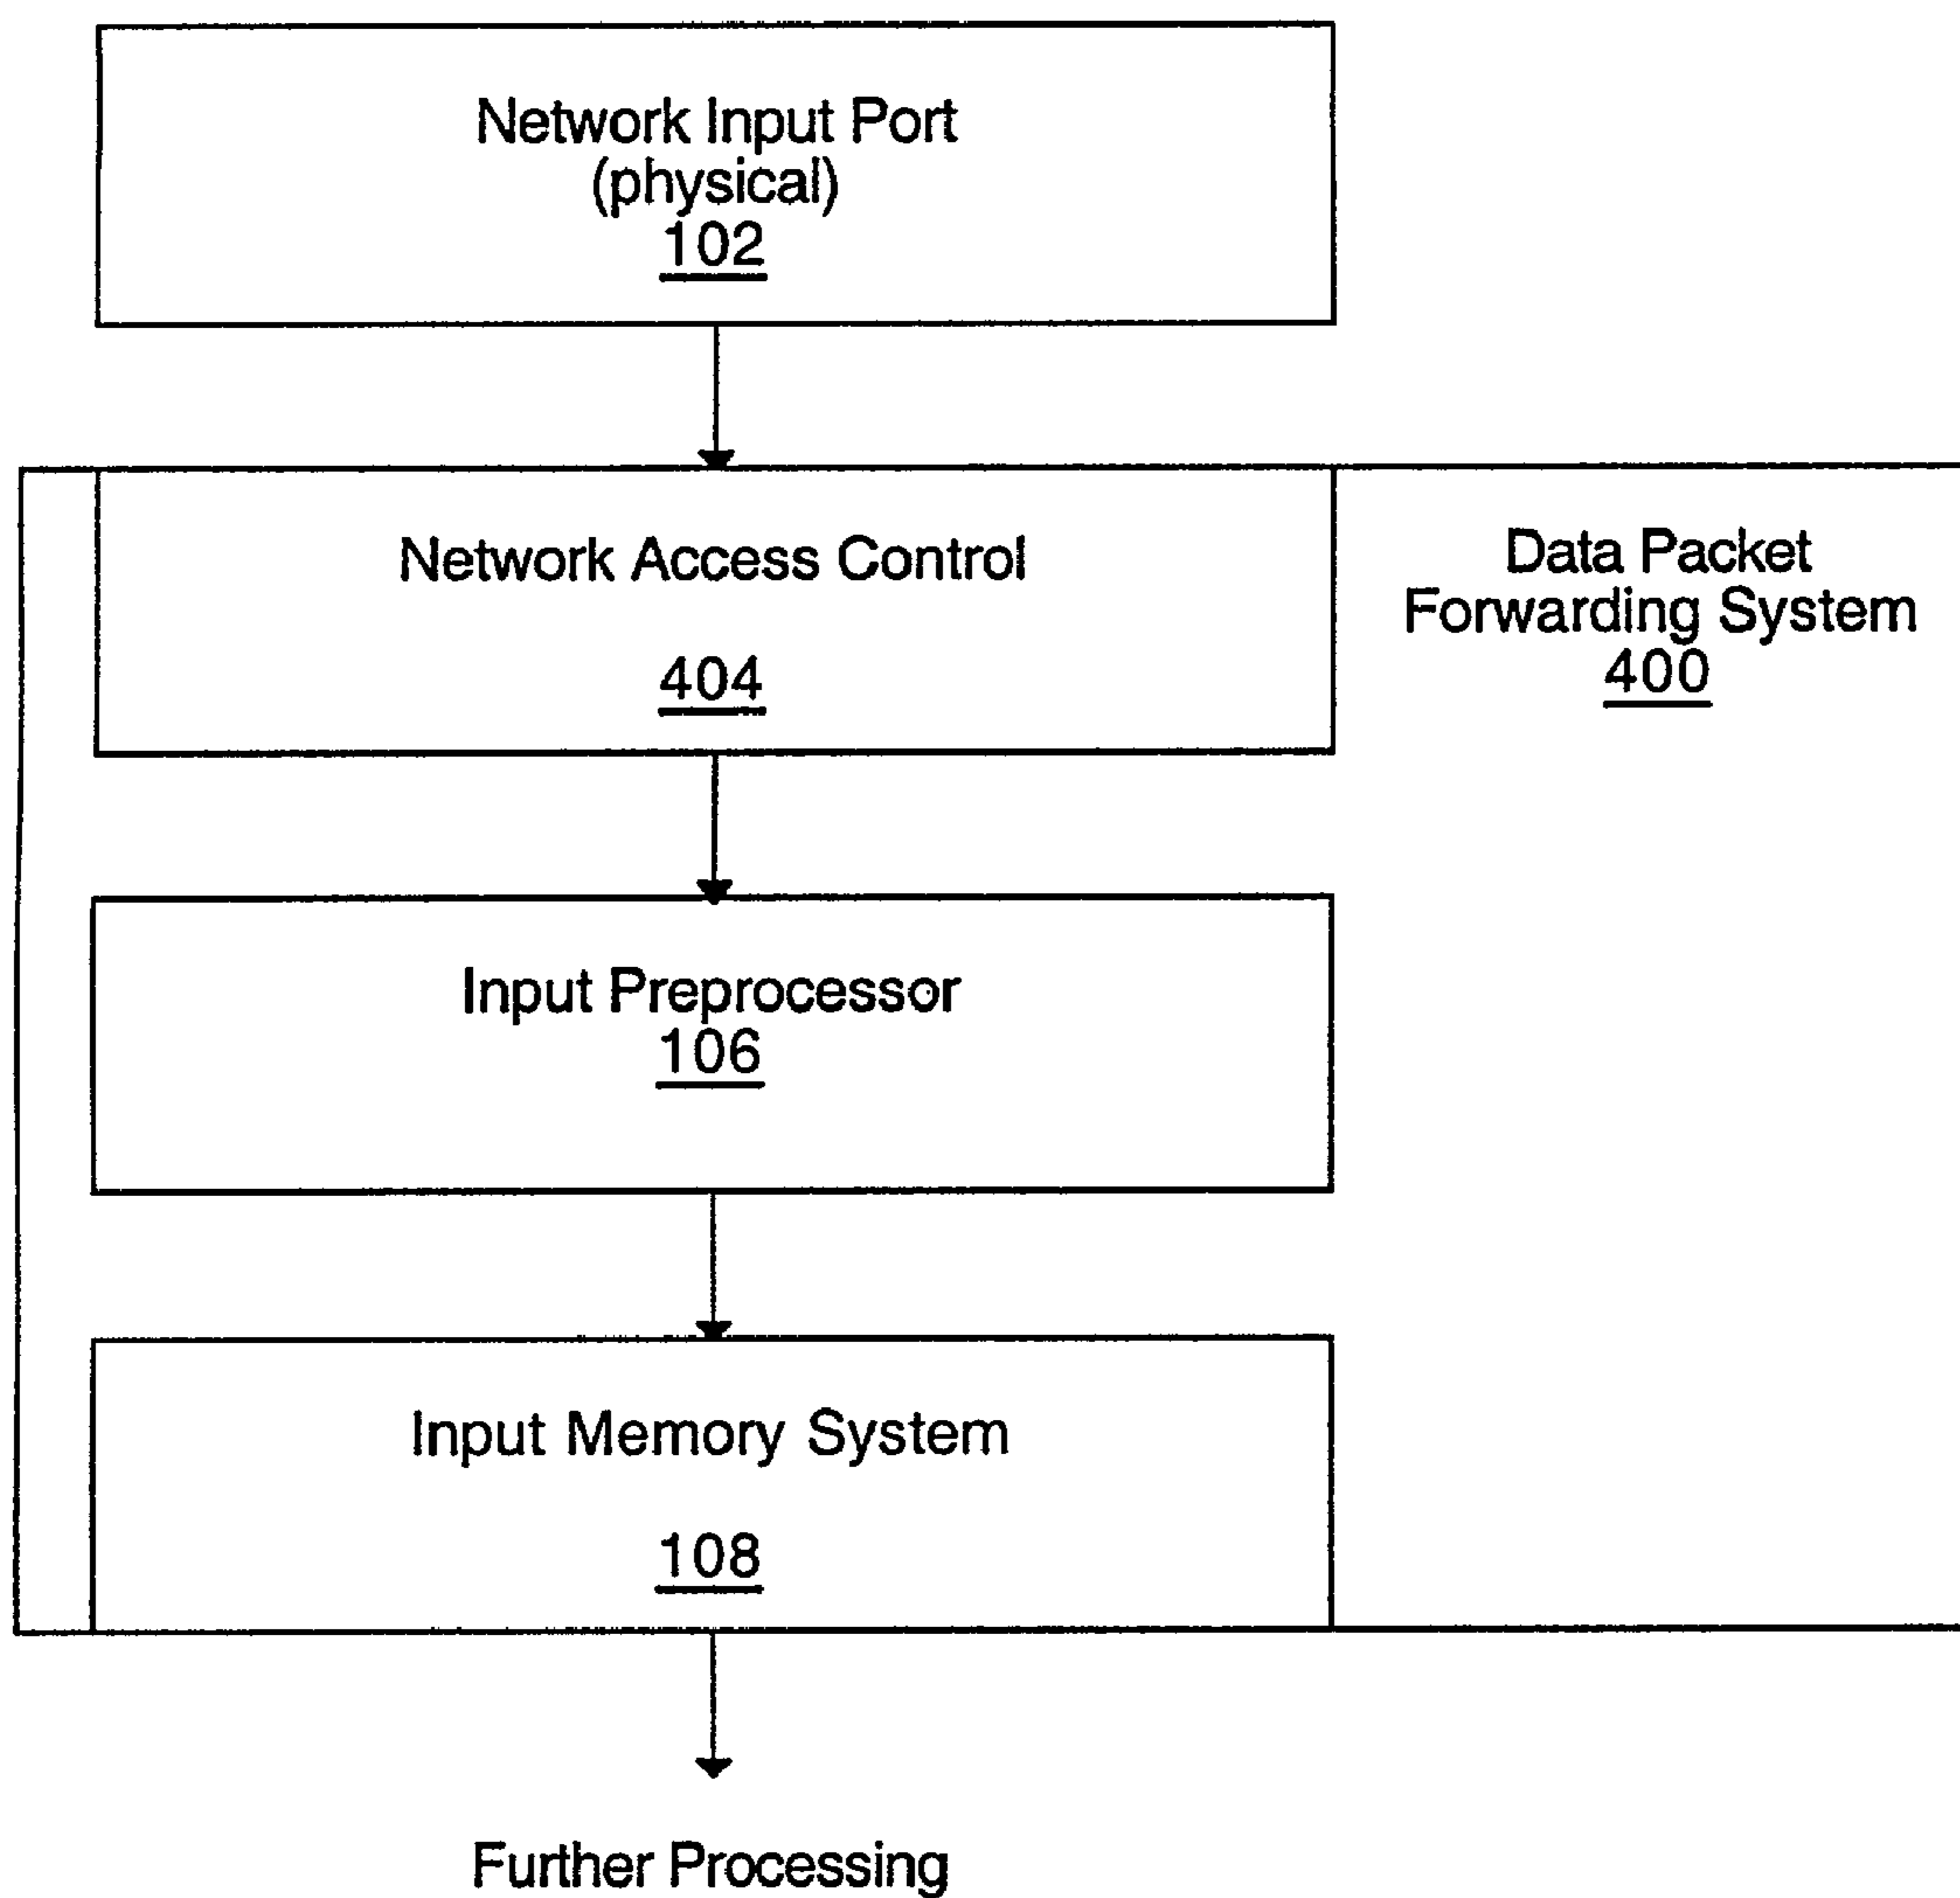 Network Input Port
(physical)
102
Network Access Control
404
Data Packet
Forwarding System
400
Input Preprocessor
106
Input Memory System
108
Further Processing